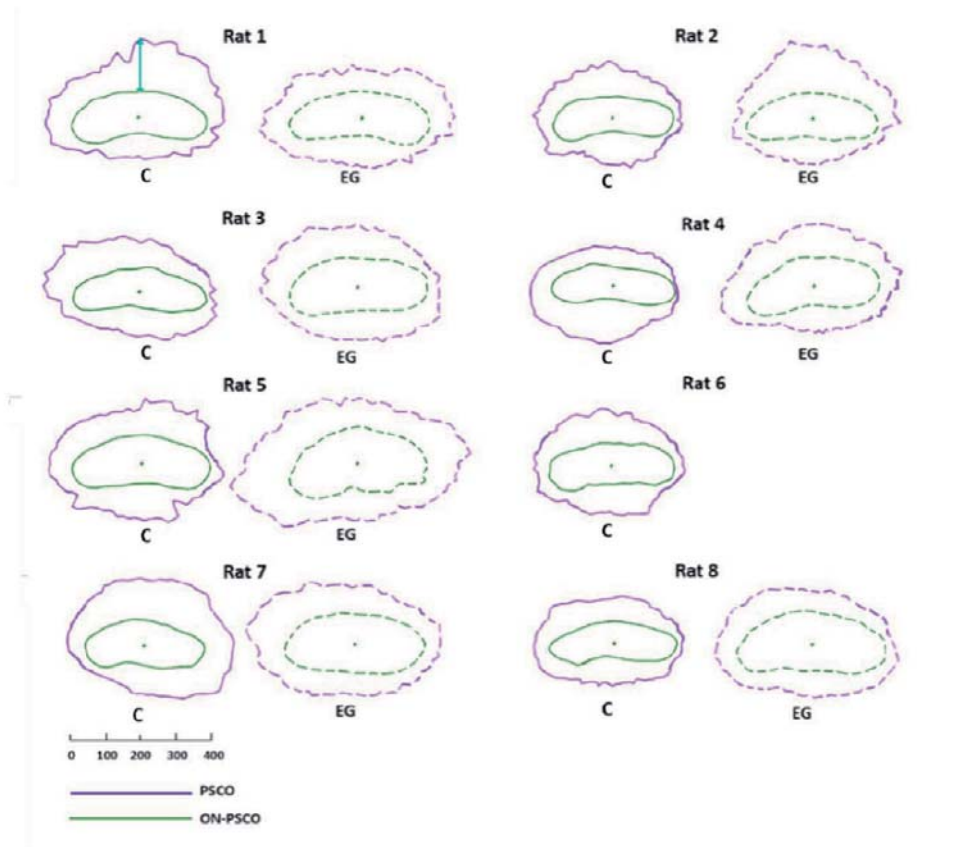 Rat 1
Rat 2
C
EG
C
EG
Rat 3
Rat 4
C
EG
C
EG
Rat 5
Rat 6
C
EG
C
Rat 7
Rat 8
C
EG
C
EG
0 100 200 300 400
PSCO
ON-PSCO